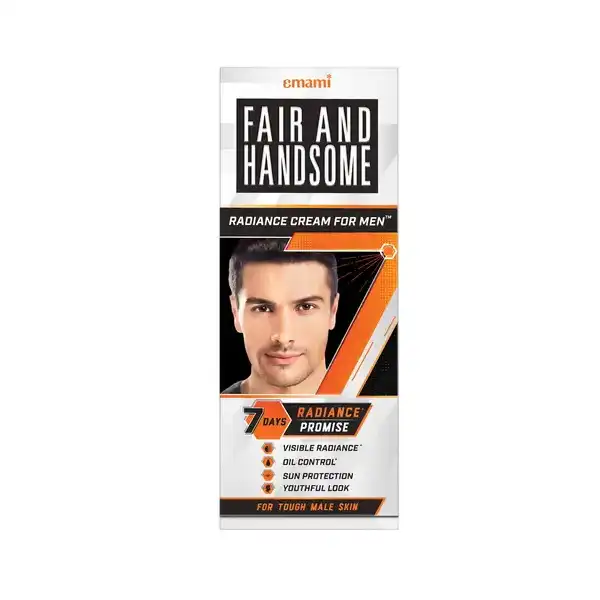 emami
FAIR AND
HANDSOME
RADIANCE CREAM FOR MEN™
7 DAYS
RADIANCE*
PROMISE
VISIBLE RADIANCE*
OIL CONTROL*
SUN PROTECTION
YOUTHFUL LOOK
FOR TOUGH MALE SKIN